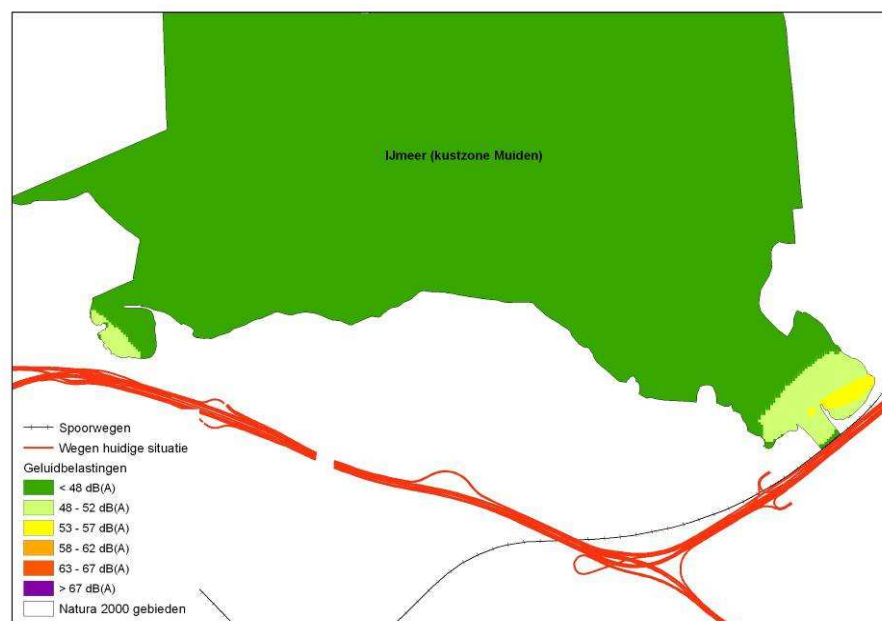 IJmeer (kustzone Muiden)
Spoorwegen
Wegen huidige situatie
Geluidbelastingen
< 48 dB(A)
48 - 52 dB(A)
53 - 57 dB(A)
58 - 62 dB(A)
63 - 67 dB(A)
> 67 dB(A)
Natura 2000 gebieden